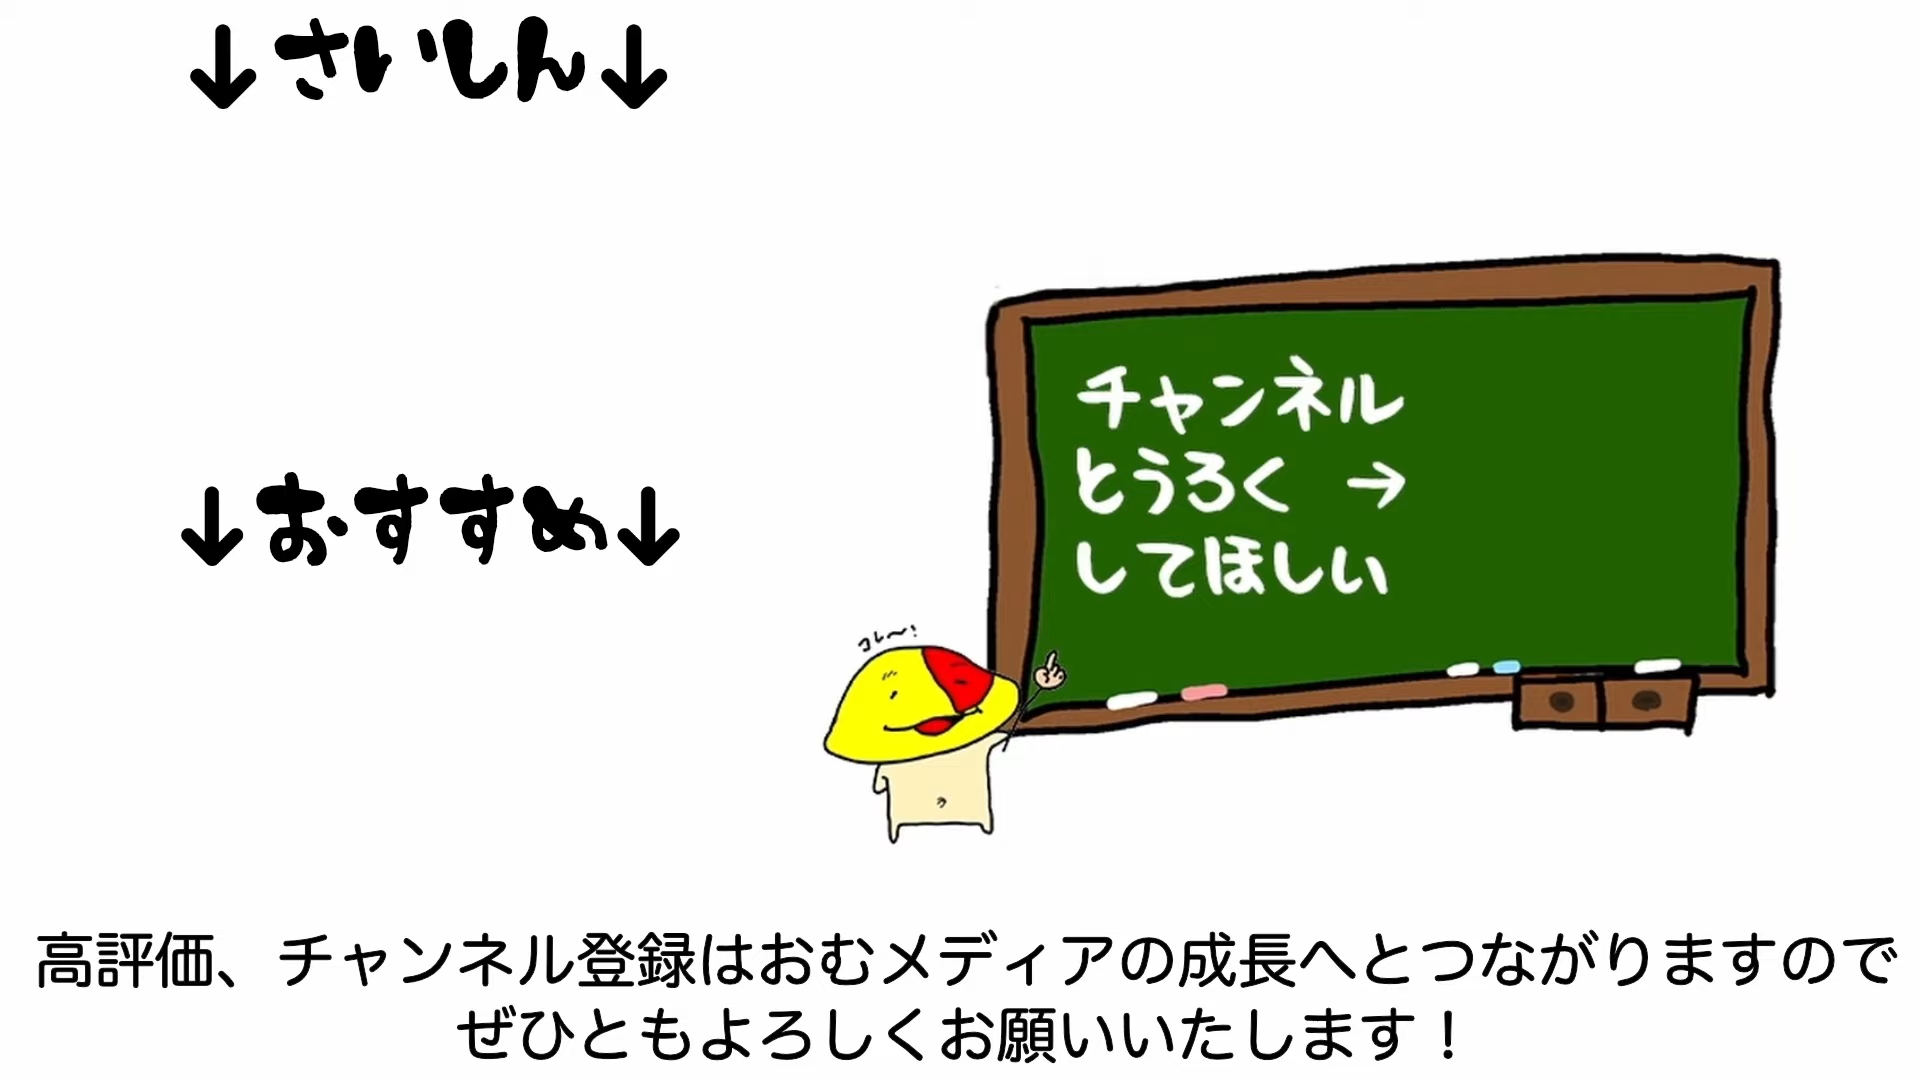 ↓さいしん↓
↓おすすめ↓
チャンネル
とうろく →
してほしい
コレ〜!
高評価、チャンネル登録はおむメディアの成長へとつながりますので
ぜひともよろしくお願いいたします！